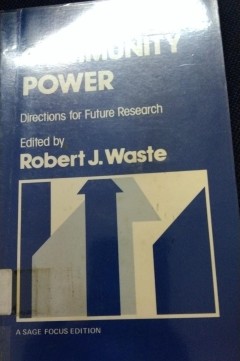 COMMUNITY
POWER
Directions for Future Research
Edited by
Robert J. Waste
A SAGE FOCUS EDITION